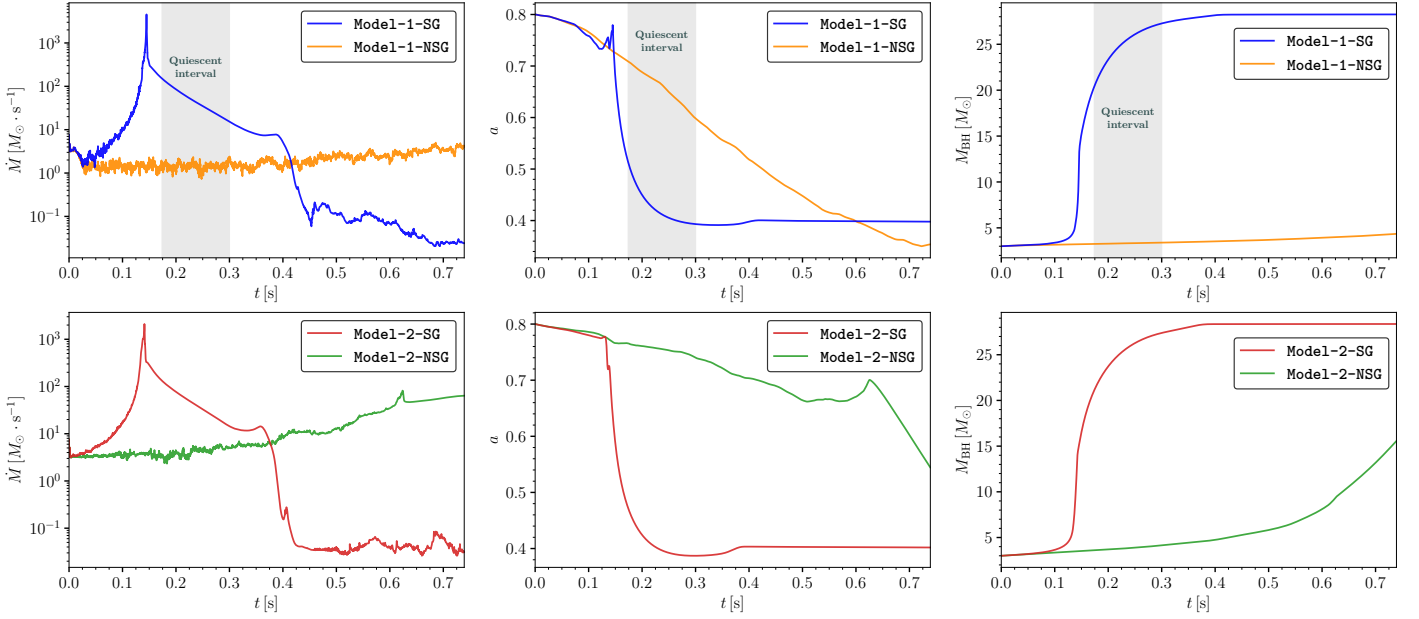 10³
10²
10¹
10⁰
10⁻¹
Ṁ [M⊙ · s⁻¹]
Quiescent
interval
Model-1-SG
Model-1-NSG
0.0 0.1 0.2 0.3 0.4 0.5 0.6 0.7
t [s]
0.8
0.7
0.6
0.5
0.4
a
Quiescent
interval
Model-1-SG
Model-1-NSG
0.0 0.1 0.2 0.3 0.4 0.5 0.6 0.7
t [s]
25
20
15
10
5
M_BH [M⊙]
Quiescent
interval
Model-1-SG
Model-1-NSG
0.0 0.1 0.2 0.3 0.4 0.5 0.6 0.7
t [s]
10³
10²
10¹
10⁰
10⁻¹
Ṁ [M⊙ · s⁻¹]
Model-2-SG
Model-2-NSG
0.0 0.1 0.2 0.3 0.4 0.5 0.6 0.7
t [s]
0.8
0.7
0.6
0.5
0.4
a
Model-2-SG
Model-2-NSG
0.0 0.1 0.2 0.3 0.4 0.5 0.6 0.7
t [s]
25
20
15
10
5
M_BH [M⊙]
Model-2-SG
Model-2-NSG
0.0 0.1 0.2 0.3 0.4 0.5 0.6 0.7
t [s]